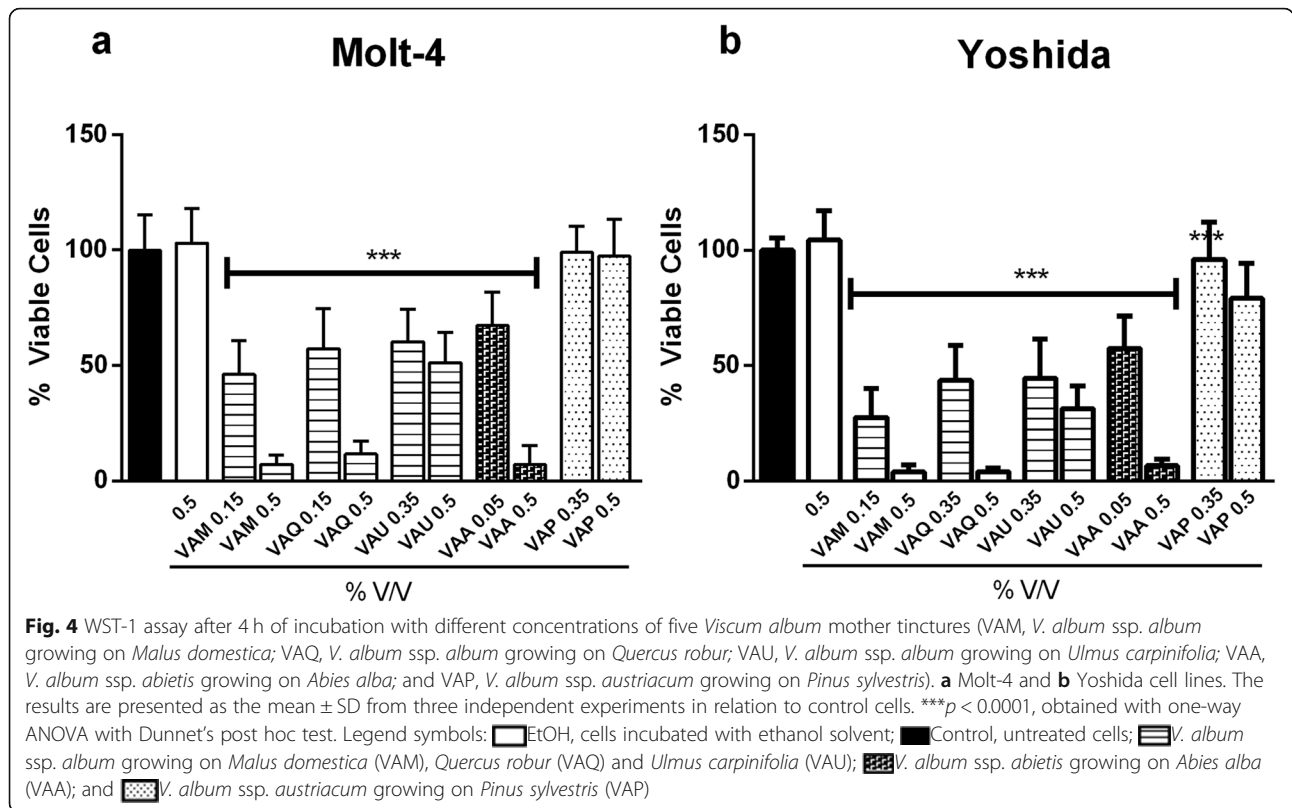 a
Molt-4
b
Yoshida
% Viable Cells
150
100
50
0
***
0.5
VAM 0.15
VAM 0.5
VAQ 0.15
VAQ 0.5
VAU 0.35
VAU 0.5
VAA 0.05
VAA 0.5
VAP 0.35
VAP 0.5
% V/V
% Viable Cells
150
100
50
0
***
***
0.5
VAM 0.15
VAM 0.5
VAQ 0.35
VAQ 0.5
VAU 0.35
VAU 0.5
VAA 0.05
VAA 0.5
VAP 0.35
VAP 0.5
% V/V
Fig. 4 WST-1 assay after 4 h of incubation with different concentrations of five Viscum album mother tinctures (VAM, V. album ssp. album
growing on Malus domestica; VAQ, V. album ssp. album growing on Quercus robur; VAU, V. album ssp. album growing on Ulmus carpinifolia; VAA,
V. album ssp. abietis growing on Abies alba; and VAP, V. album ssp. austriacum growing on Pinus sylvestris). a Molt-4 and b Yoshida cell lines. The
results are presented as the mean ± SD from three independent experiments in relation to control cells. ***p < 0.0001, obtained with one-way
ANOVA with Dunnet's post hoc test. Legend symbols: EtOH, cells incubated with ethanol solvent; Control, untreated cells; V. album
ssp. album growing on Malus domestica (VAM), Quercus robur (VAQ) and Ulmus carpinifolia (VAU); V. album ssp. abietis growing on Abies alba
(VAA); and V. album ssp. austriacum growing on Pinus sylvestris (VAP)